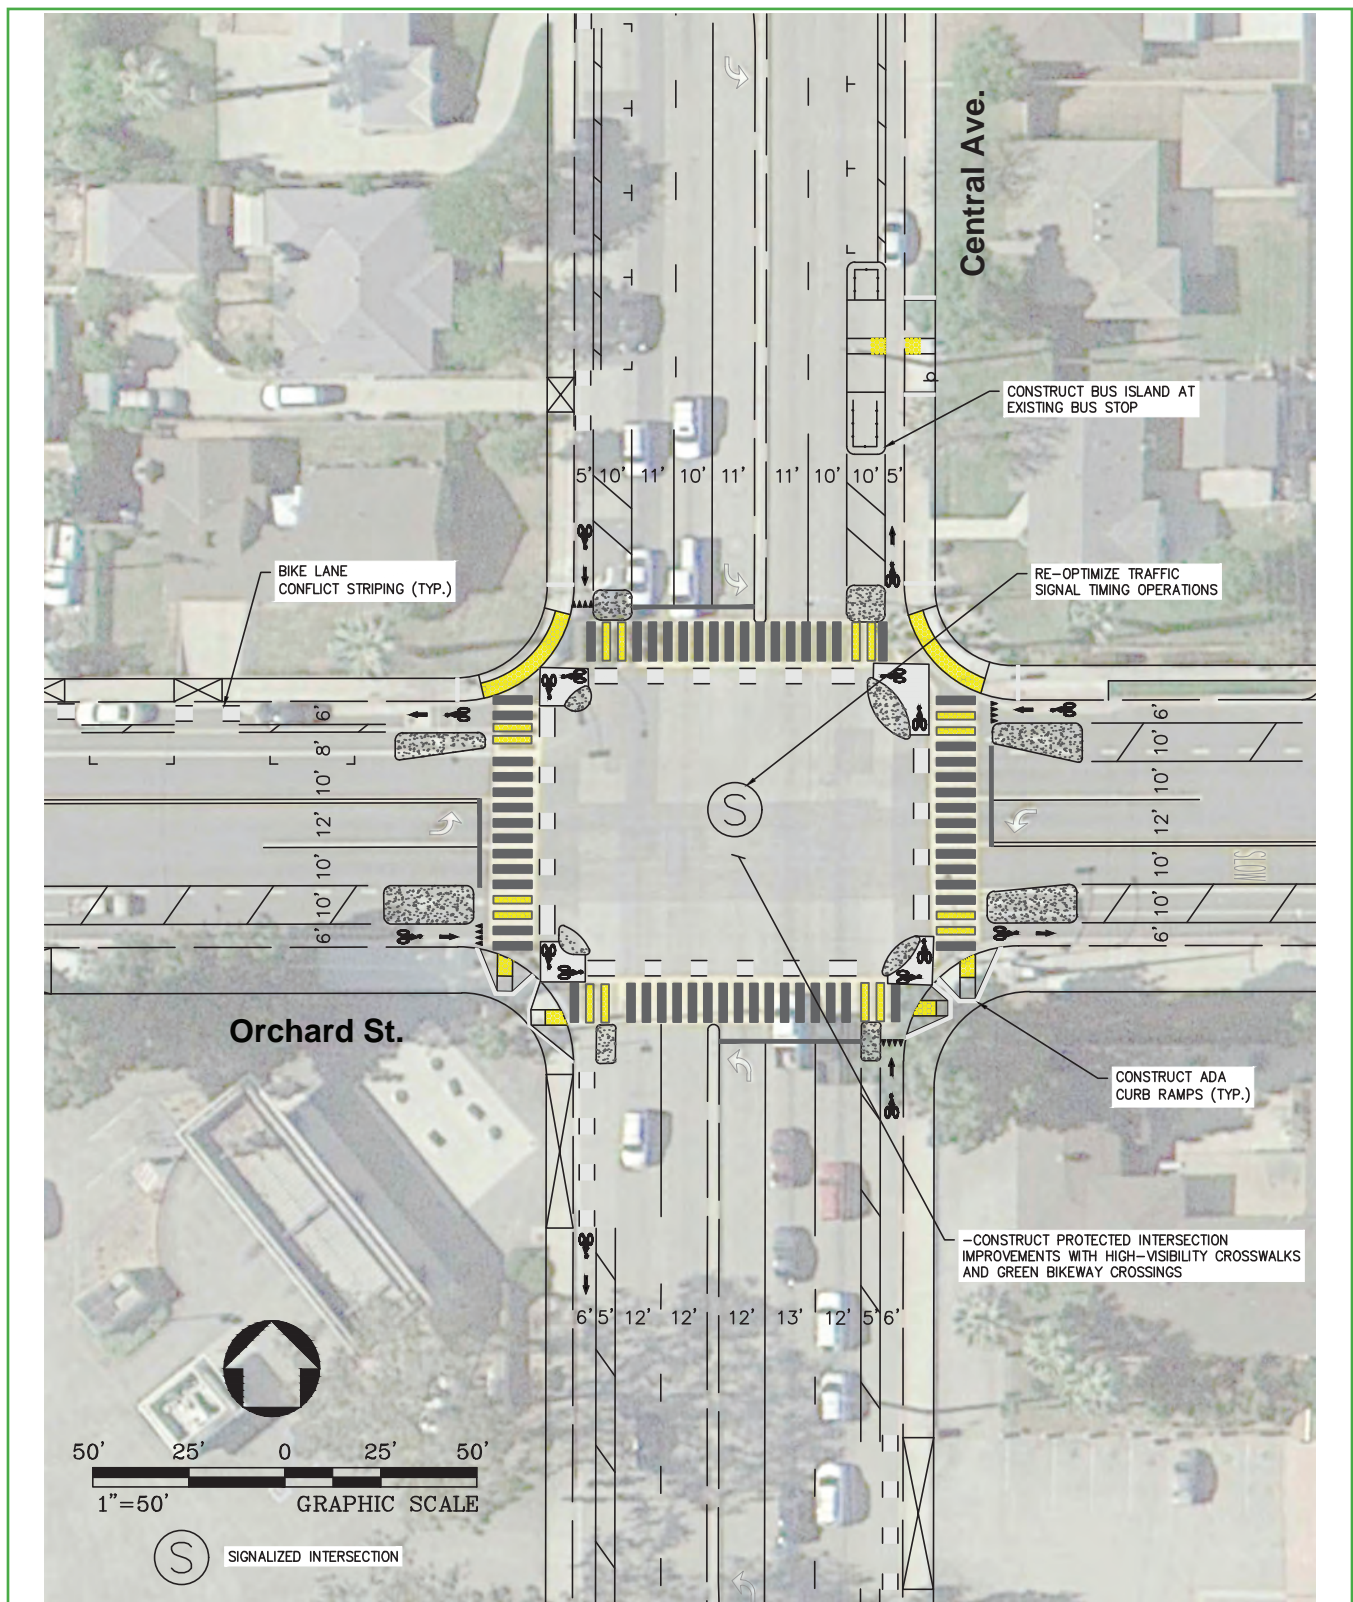 Central Ave.
CONSTRUCT BUS ISLAND AT
EXISTING BUS STOP
5' 10' 11' 10' 11' 11' 10' 10' 5'
BIKE LANE
CONFLICT STRIPING (TYP.)
RE-OPTIMIZE TRAFFIC
SIGNAL TIMING OPERATIONS
6' 8' 10' 12' 10' 10' 6'
6' 10' 10' 12' 10' 10' 6'
S
SLOW
Orchard St.
CONSTRUCT ADA
CURB RAMPS (TYP.)
-CONSTRUCT PROTECTED INTERSECTION
IMPROVEMENTS WITH HIGH-VISIBILITY CROSSWALKS
AND GREEN BIKEWAY CROSSINGS
6' 5' 12' 12' 12' 13' 12' 5' 6'
50' 25' 0 25' 50'
1"=50' GRAPHIC SCALE
S SIGNALIZED INTERSECTION